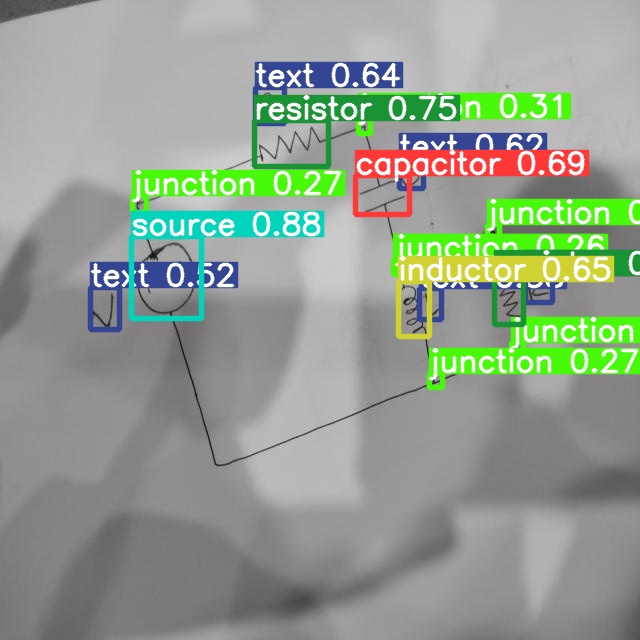 text 0.64
resistor 0.75
n 0.31
text 0.62
capacitor 0.69
junction 0.27
junction 0
source 0.88
junction 0.26
inductor 0.65
text 0.52
junction
junction 0.27
V